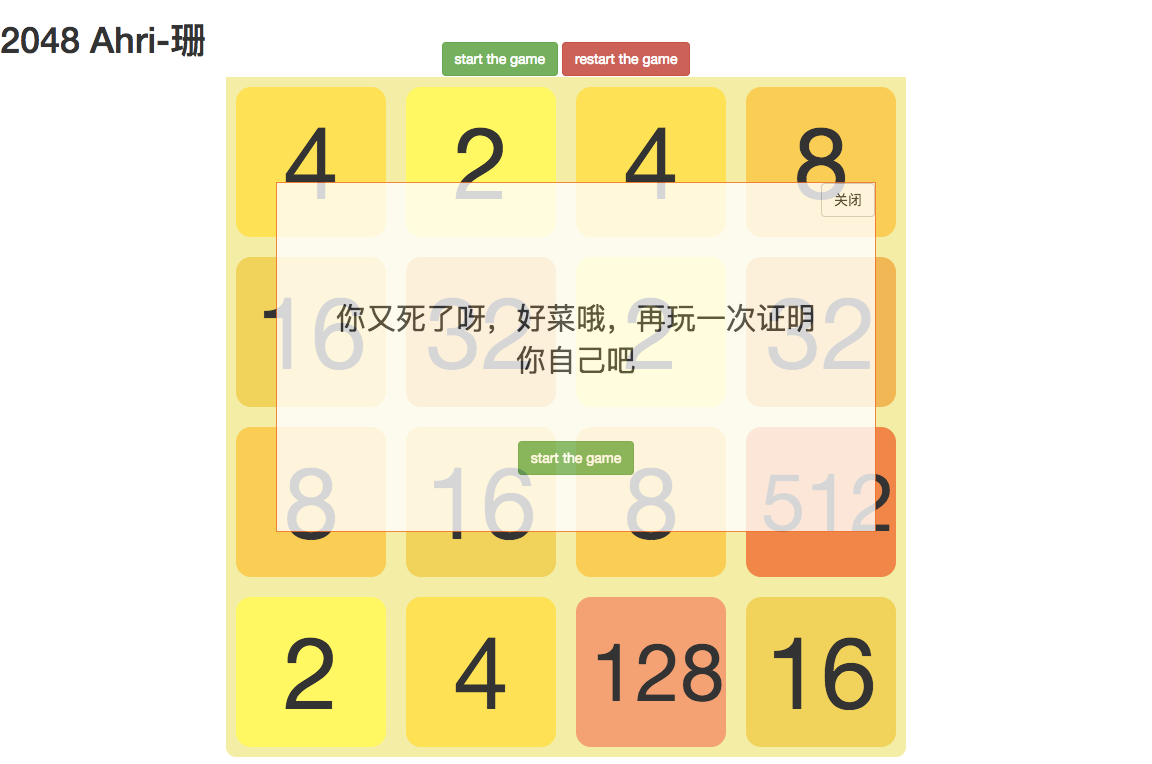 2048 Ahri-珊
start the game restart the game
4 2 4 8
关闭
16 32 2 32
你又死了呀，好菜哦，再玩一次证明
你自己吧
start the game
8 16 8 512
2 4 128 16